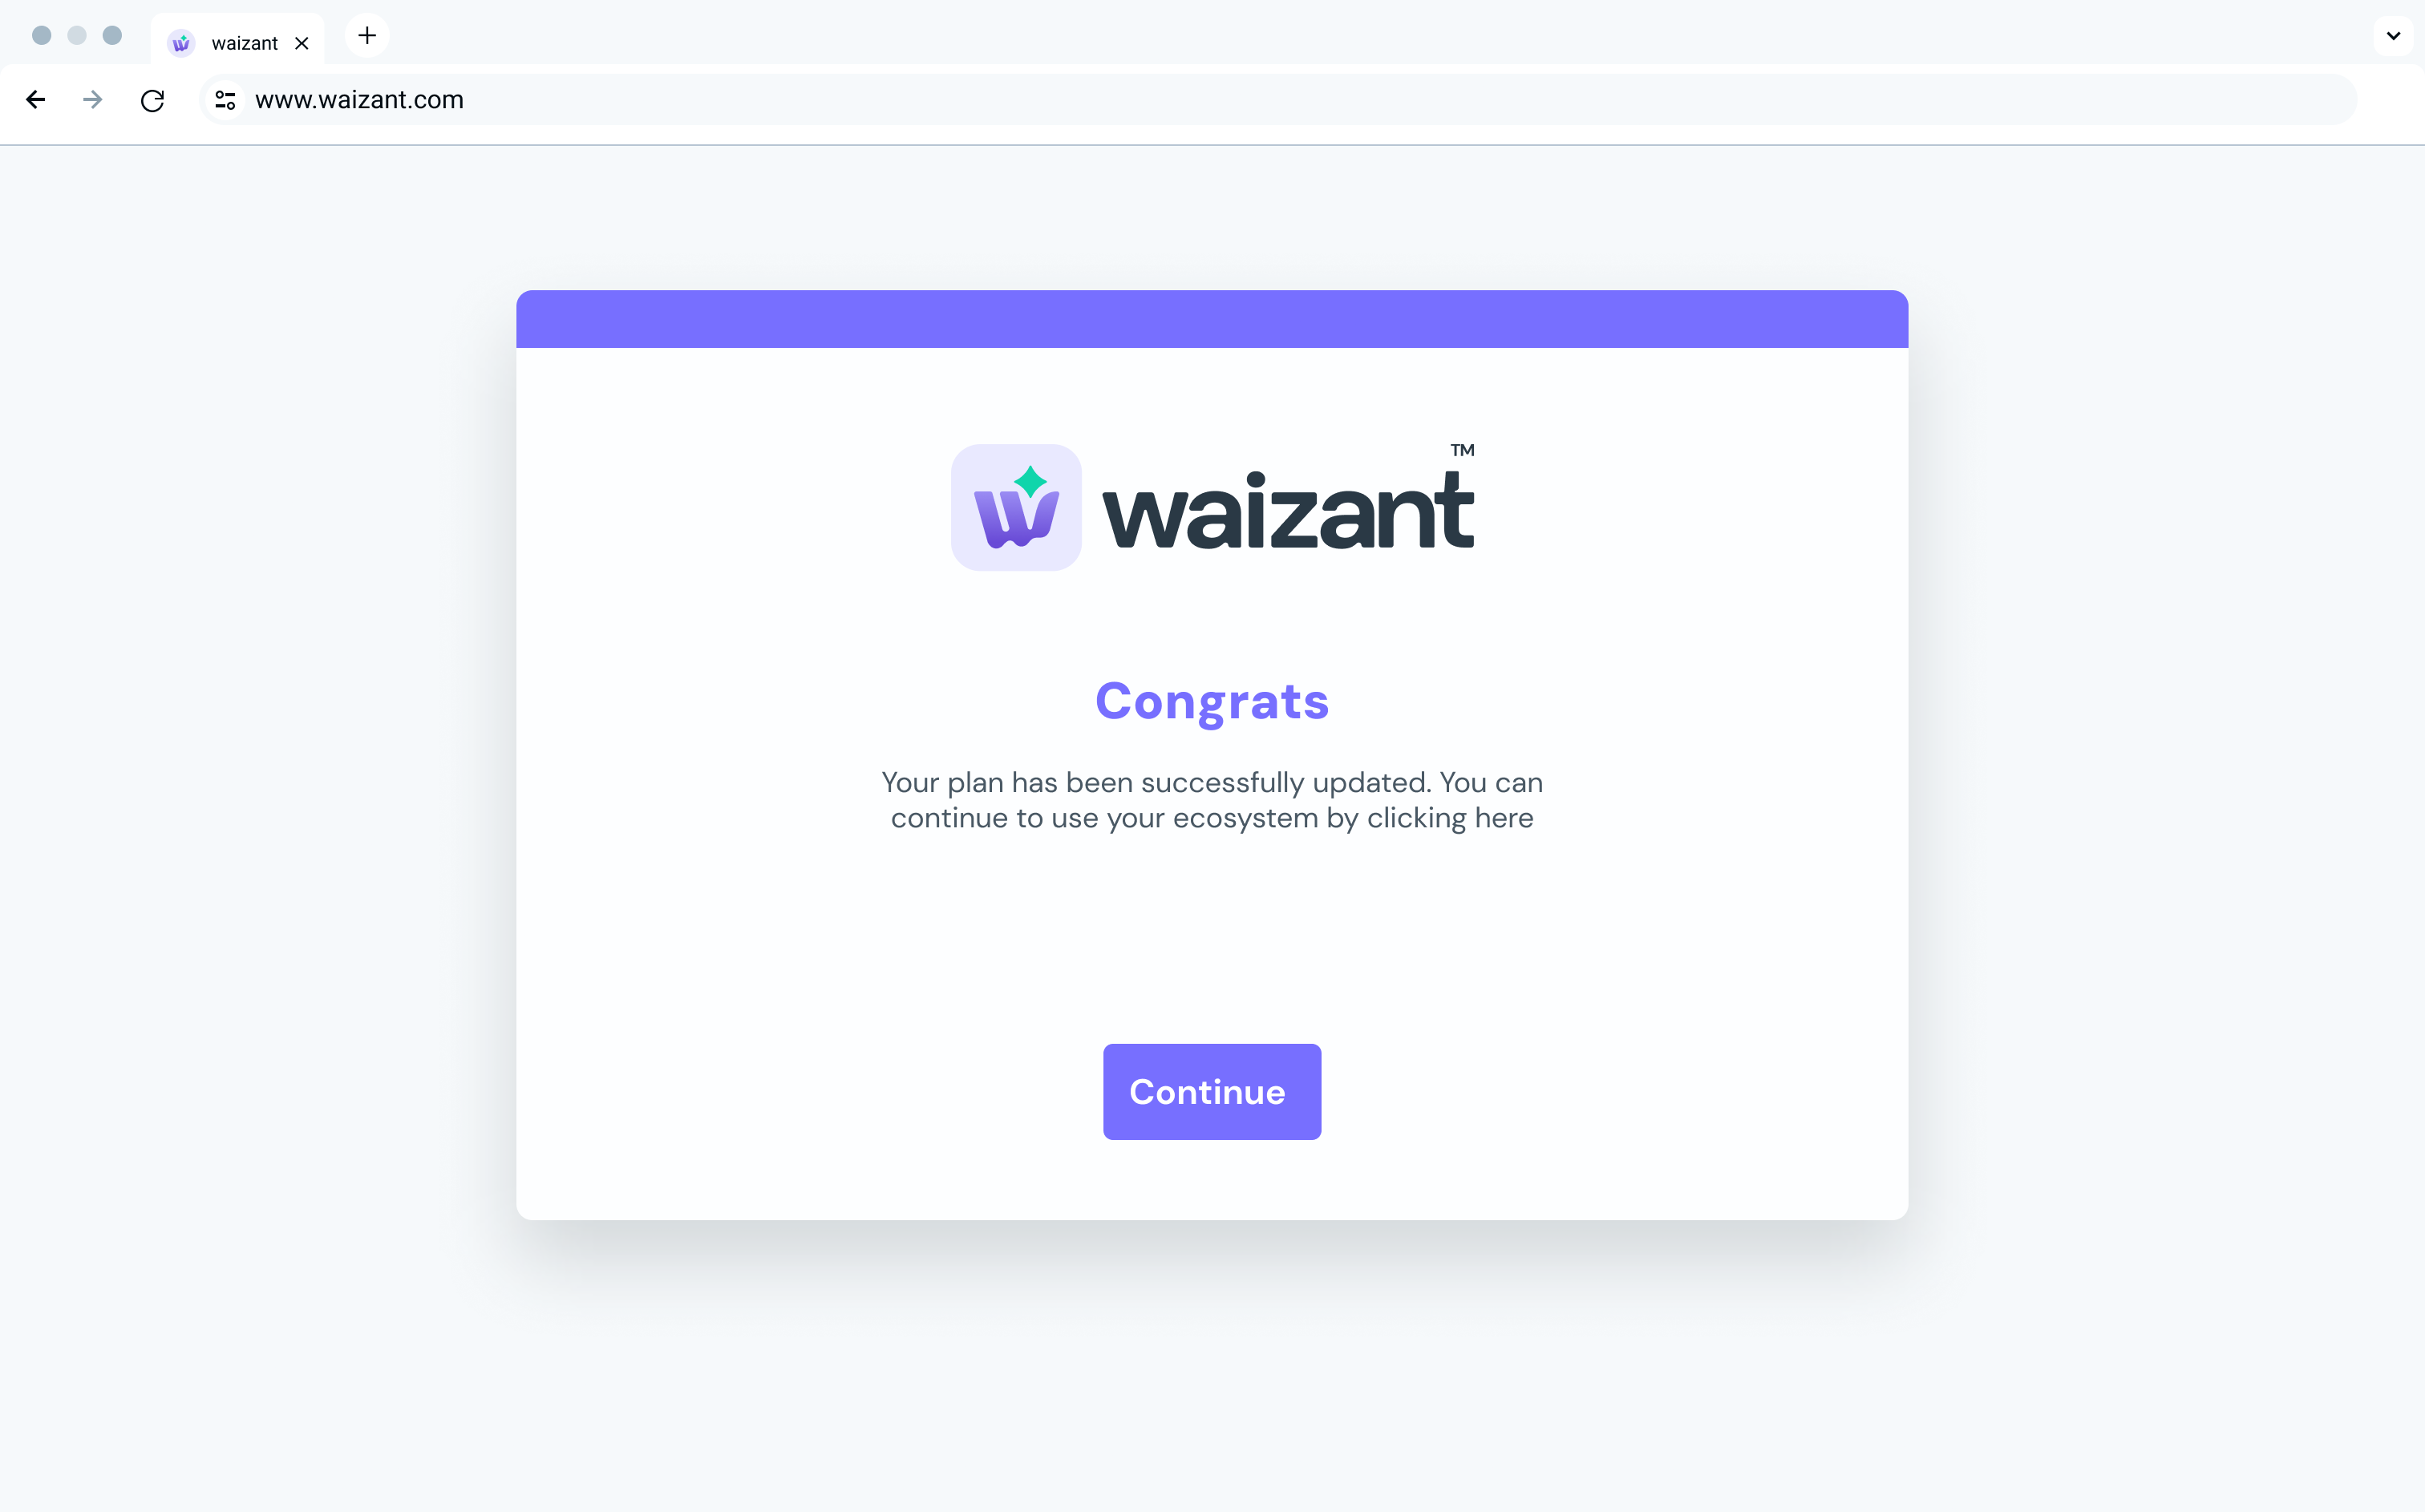 waizant
www.waizant.com
waizant™
Congrats
Your plan has been successfully updated. You can
continue to use your ecosystem by clicking here
Continue